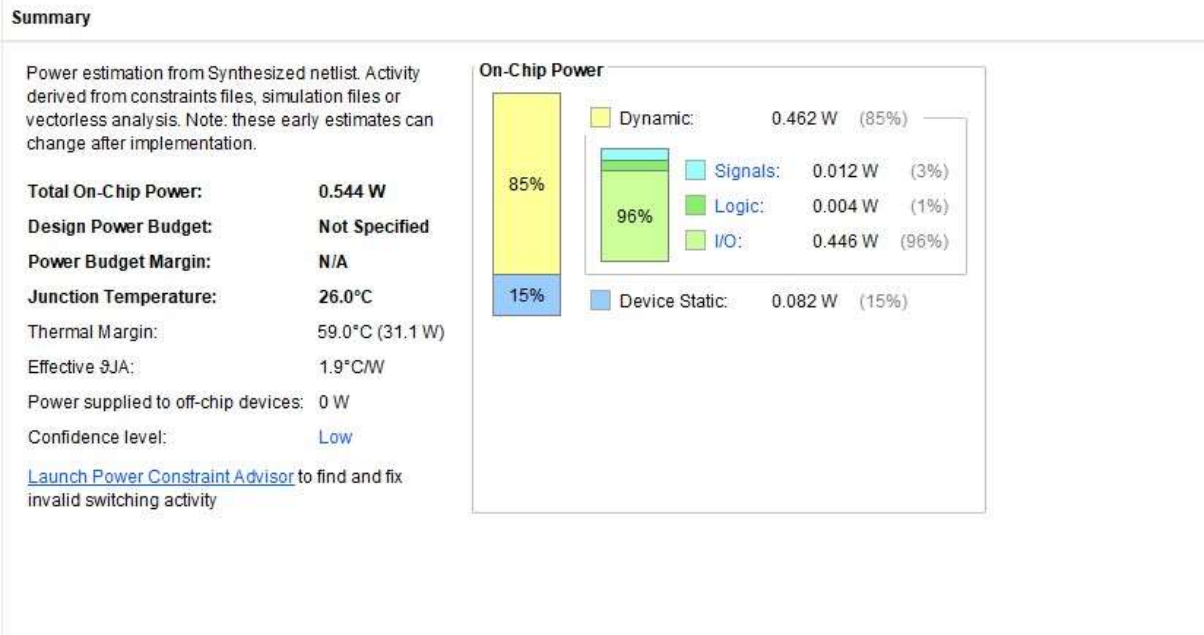 Summary
Power estimation from Synthesized netlist. Activity
derived from constraints files, simulation files or
vectorless analysis. Note: these early estimates can
change after implementation.
Total On-Chip Power: 0.544 W
Design Power Budget: Not Specified
Power Budget Margin: N/A
Junction Temperature: 26.0°C
Thermal Margin: 59.0°C (31.1 W)
Effective ϑJA: 1.9°C/W
Power supplied to off-chip devices: 0 W
Confidence level: Low
Launch Power Constraint Advisor to find and fix
invalid switching activity
On-Chip Power
85%
15%
Dynamic: 0.462 W (85%)
96%
Signals: 0.012 W (3%)
Logic: 0.004 W (1%)
I/O: 0.446 W (96%)
Device Static: 0.082 W (15%)